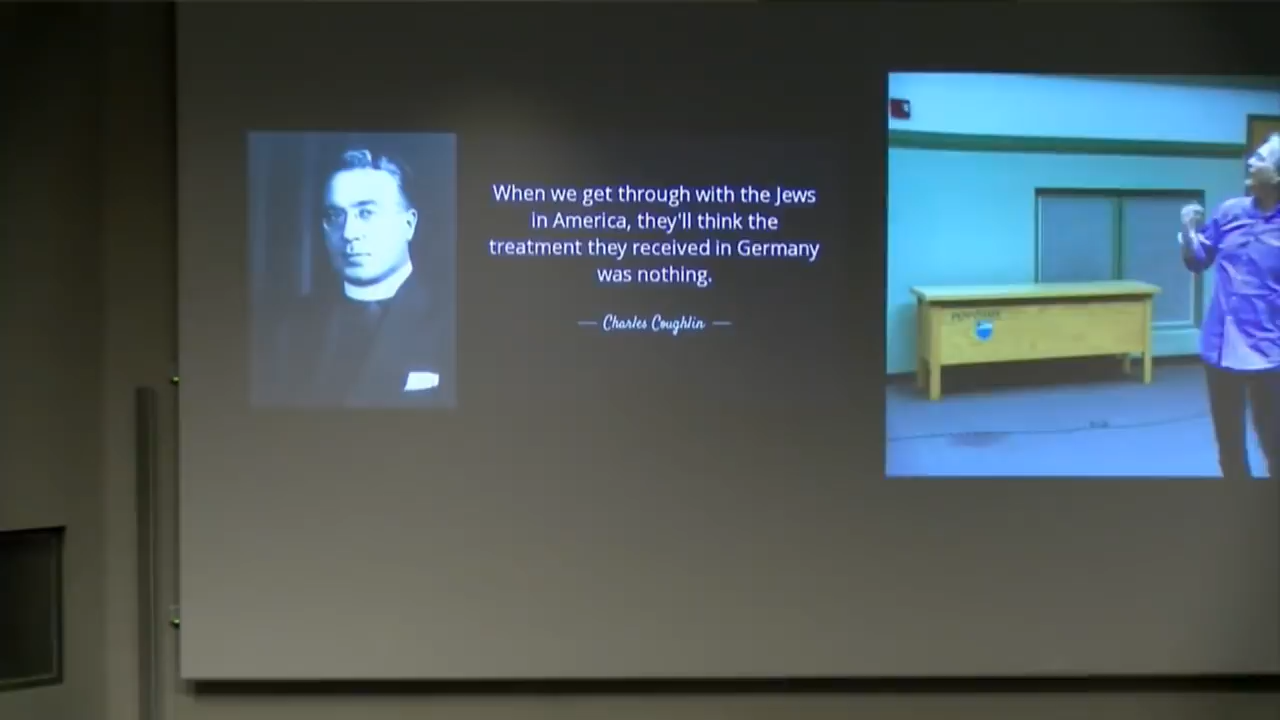 When we get through with the Jews
in America, they'll think the
treatment they received in Germany
was nothing.
— Charles Coughlin —